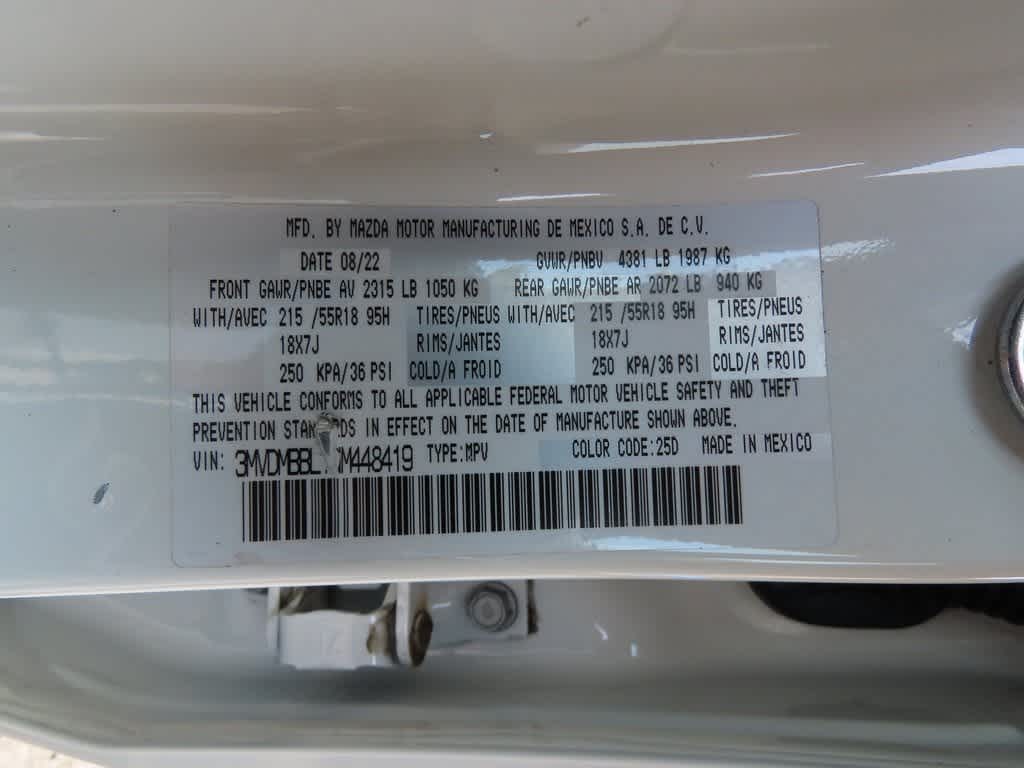 MFD. BY MAZDA MOTOR MANUFACTURING DE MEXICO S.A. DE C.V.
DATE 08/22 GVWR/PNBV 4381 LB 1987 KG
FRONT GAWR/PNBE AV 2315 LB 1050 KG REAR GAWR/PNBE AR 2072 LB 940 KG
WITH/AVEC 215 /55R18 95H TIRES/PNEUS WITH/AVEC 215 /55R18 95H TIRES/PNEUS
18X7J RIMS/JANTES 18X7J RIMS/JANTES
250 KPA/36 PSI COLD/A FROID 250 KPA/36 PSI COLD/A FROID
THIS VEHICLE CONFORMS TO ALL APPLICABLE FEDERAL MOTOR VEHICLE SAFETY AND THEFT
PREVENTION IN EFFECT ON THE DATE OF MANUFACTURE SHOWN ABOVE.
VIN: TYPE:MPV COLOR CODE:25D MADE IN MEXICO